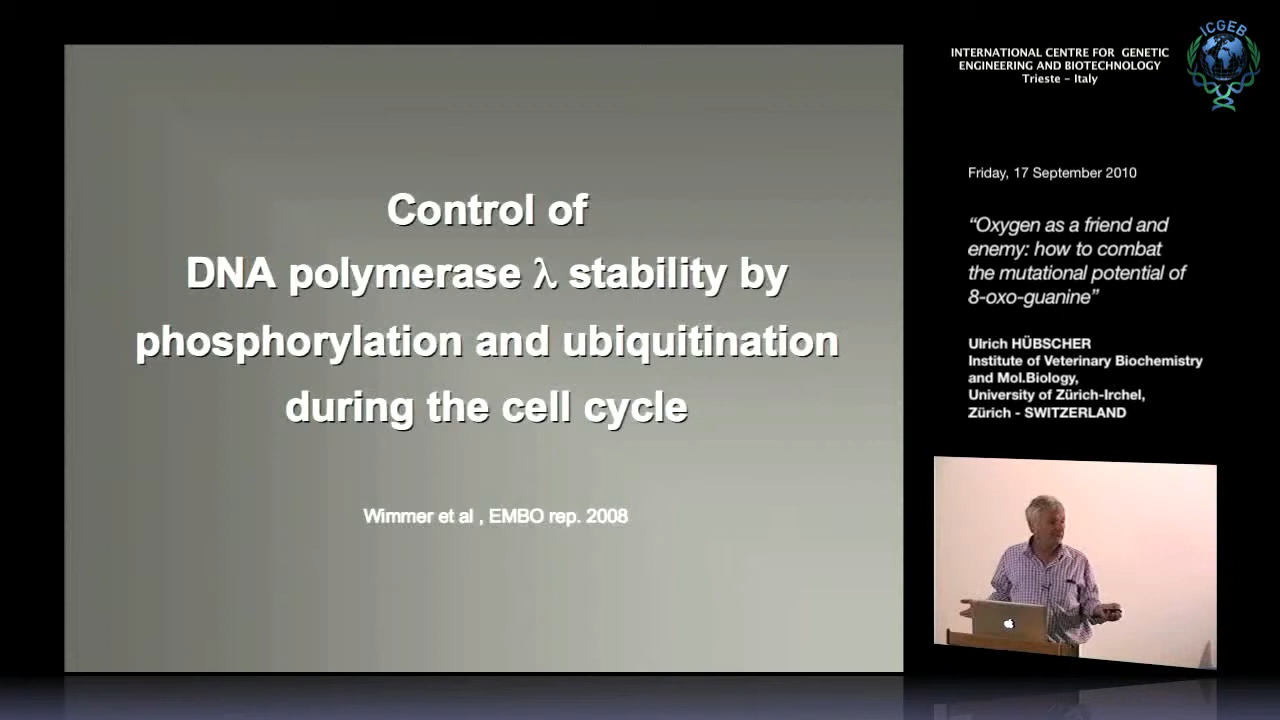 Control of
DNA polymerase λ stability by
phosphorylation and ubiquitination
during the cell cycle
Wimmer et al , EMBO rep. 2008
INTERNATIONAL CENTRE FOR GENETIC
ENGINEERING AND BIOTECHNOLOGY
Trieste - Italy
ICGEB
Friday, 17 September 2010
“Oxygen as a friend and
enemy: how to combat
the mutational potential of
8-oxo-guanine”
Ulrich HÜBSCHER
Institute of Veterinary Biochemistry
and Mol.Biology,
University of Zürich-Irchel,
Zürich - SWITZERLAND